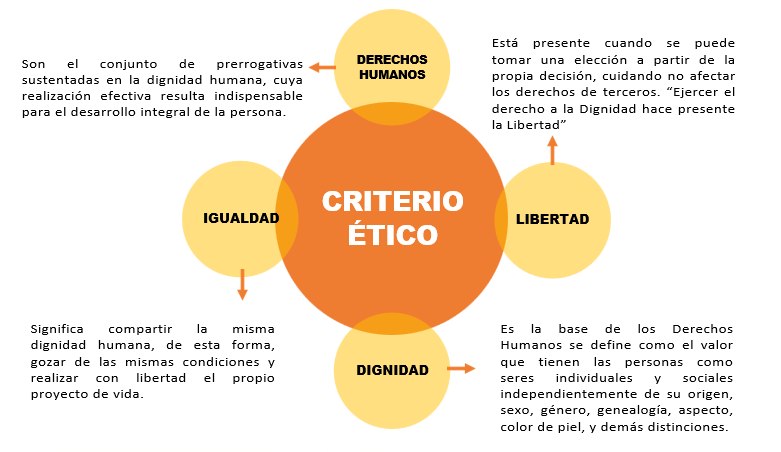 DERECHOS
HUMANOS
Son el conjunto de prerrogativas
sustentadas en la dignidad humana, cuya
realización efectiva resulta indispensable
para el desarrollo integral de la persona.
Está presente cuando se puede
tomar una elección a partir de la
propia decisión, cuidando no afectar
los derechos de terceros. “Ejercer el
derecho a la Dignidad hace presente
la Libertad”
IGUALDAD
CRITERIO
ÉTICO
LIBERTAD
Significa compartir la misma
dignidad humana, de esta forma,
gozar de las mismas condiciones y
realizar con libertad el propio
proyecto de vida.
DIGNIDAD
Es la base de los Derechos
Humanos se define como el valor
que tienen las personas como
seres individuales y sociales
independientemente de su origen,
sexo, género, genealogía, aspecto,
color de piel, y demás distinciones.